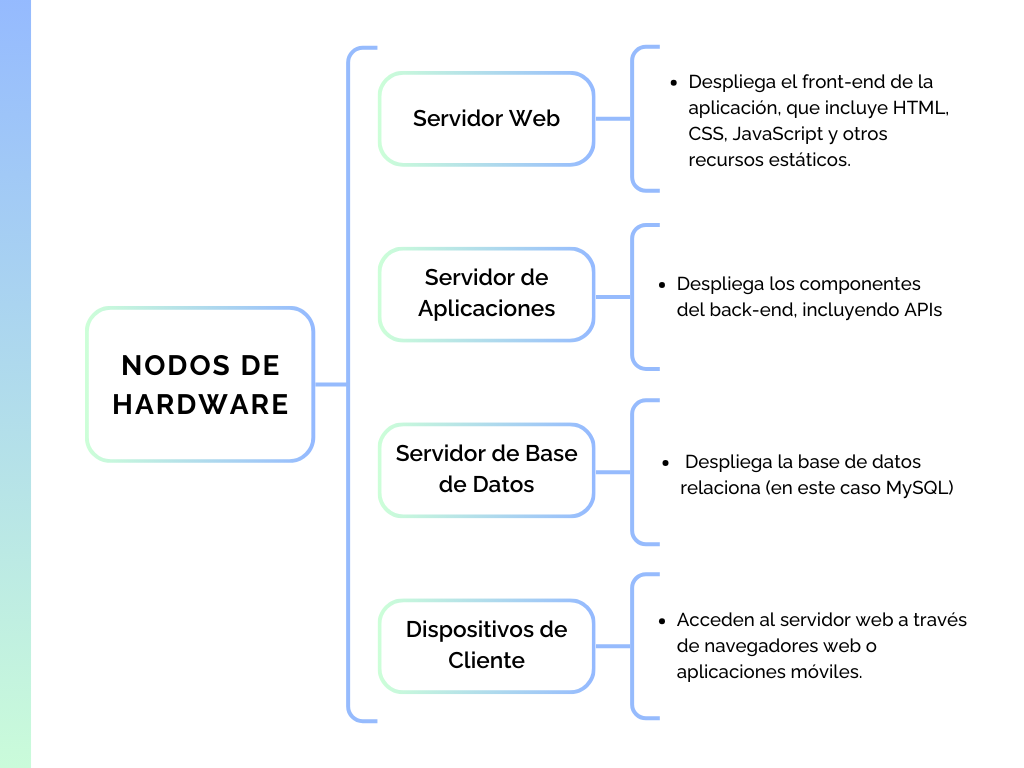 NODOS DE
HARDWARE
Servidor Web
• Despliega el front-end de la
aplicación, que incluye HTML,
CSS, JavaScript y otros
recursos estáticos.
Servidor de
Aplicaciones
• Despliega los componentes
del back-end, incluyendo APIs
Servidor de Base
de Datos
• Despliega la base de datos
relaciona (en este caso MySQL)
Dispositivos de
Cliente
• Acceden al servidor web a través
de navegadores web o
aplicaciones móviles.